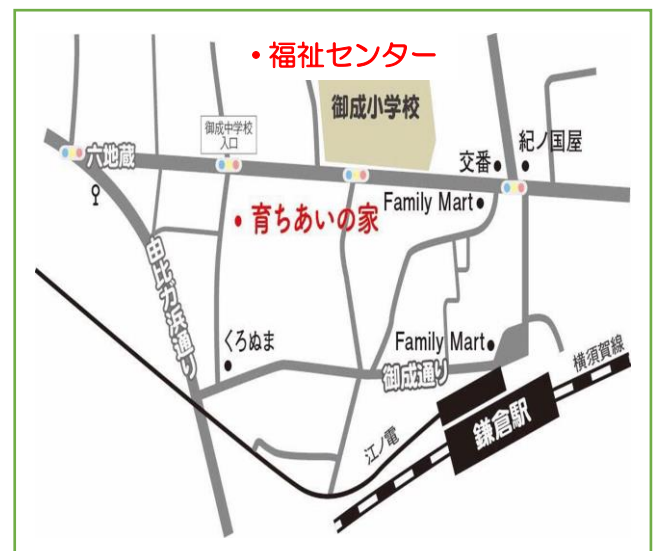 ・福祉センター
御成小学校
御成中学校
入口
紀ノ国屋
交番
六地蔵
Family Mart
・育ちあいの家
由比ガ浜通り
くろぬま
Family Mart
御成通り
横須賀線
鎌倉駅
江ノ電